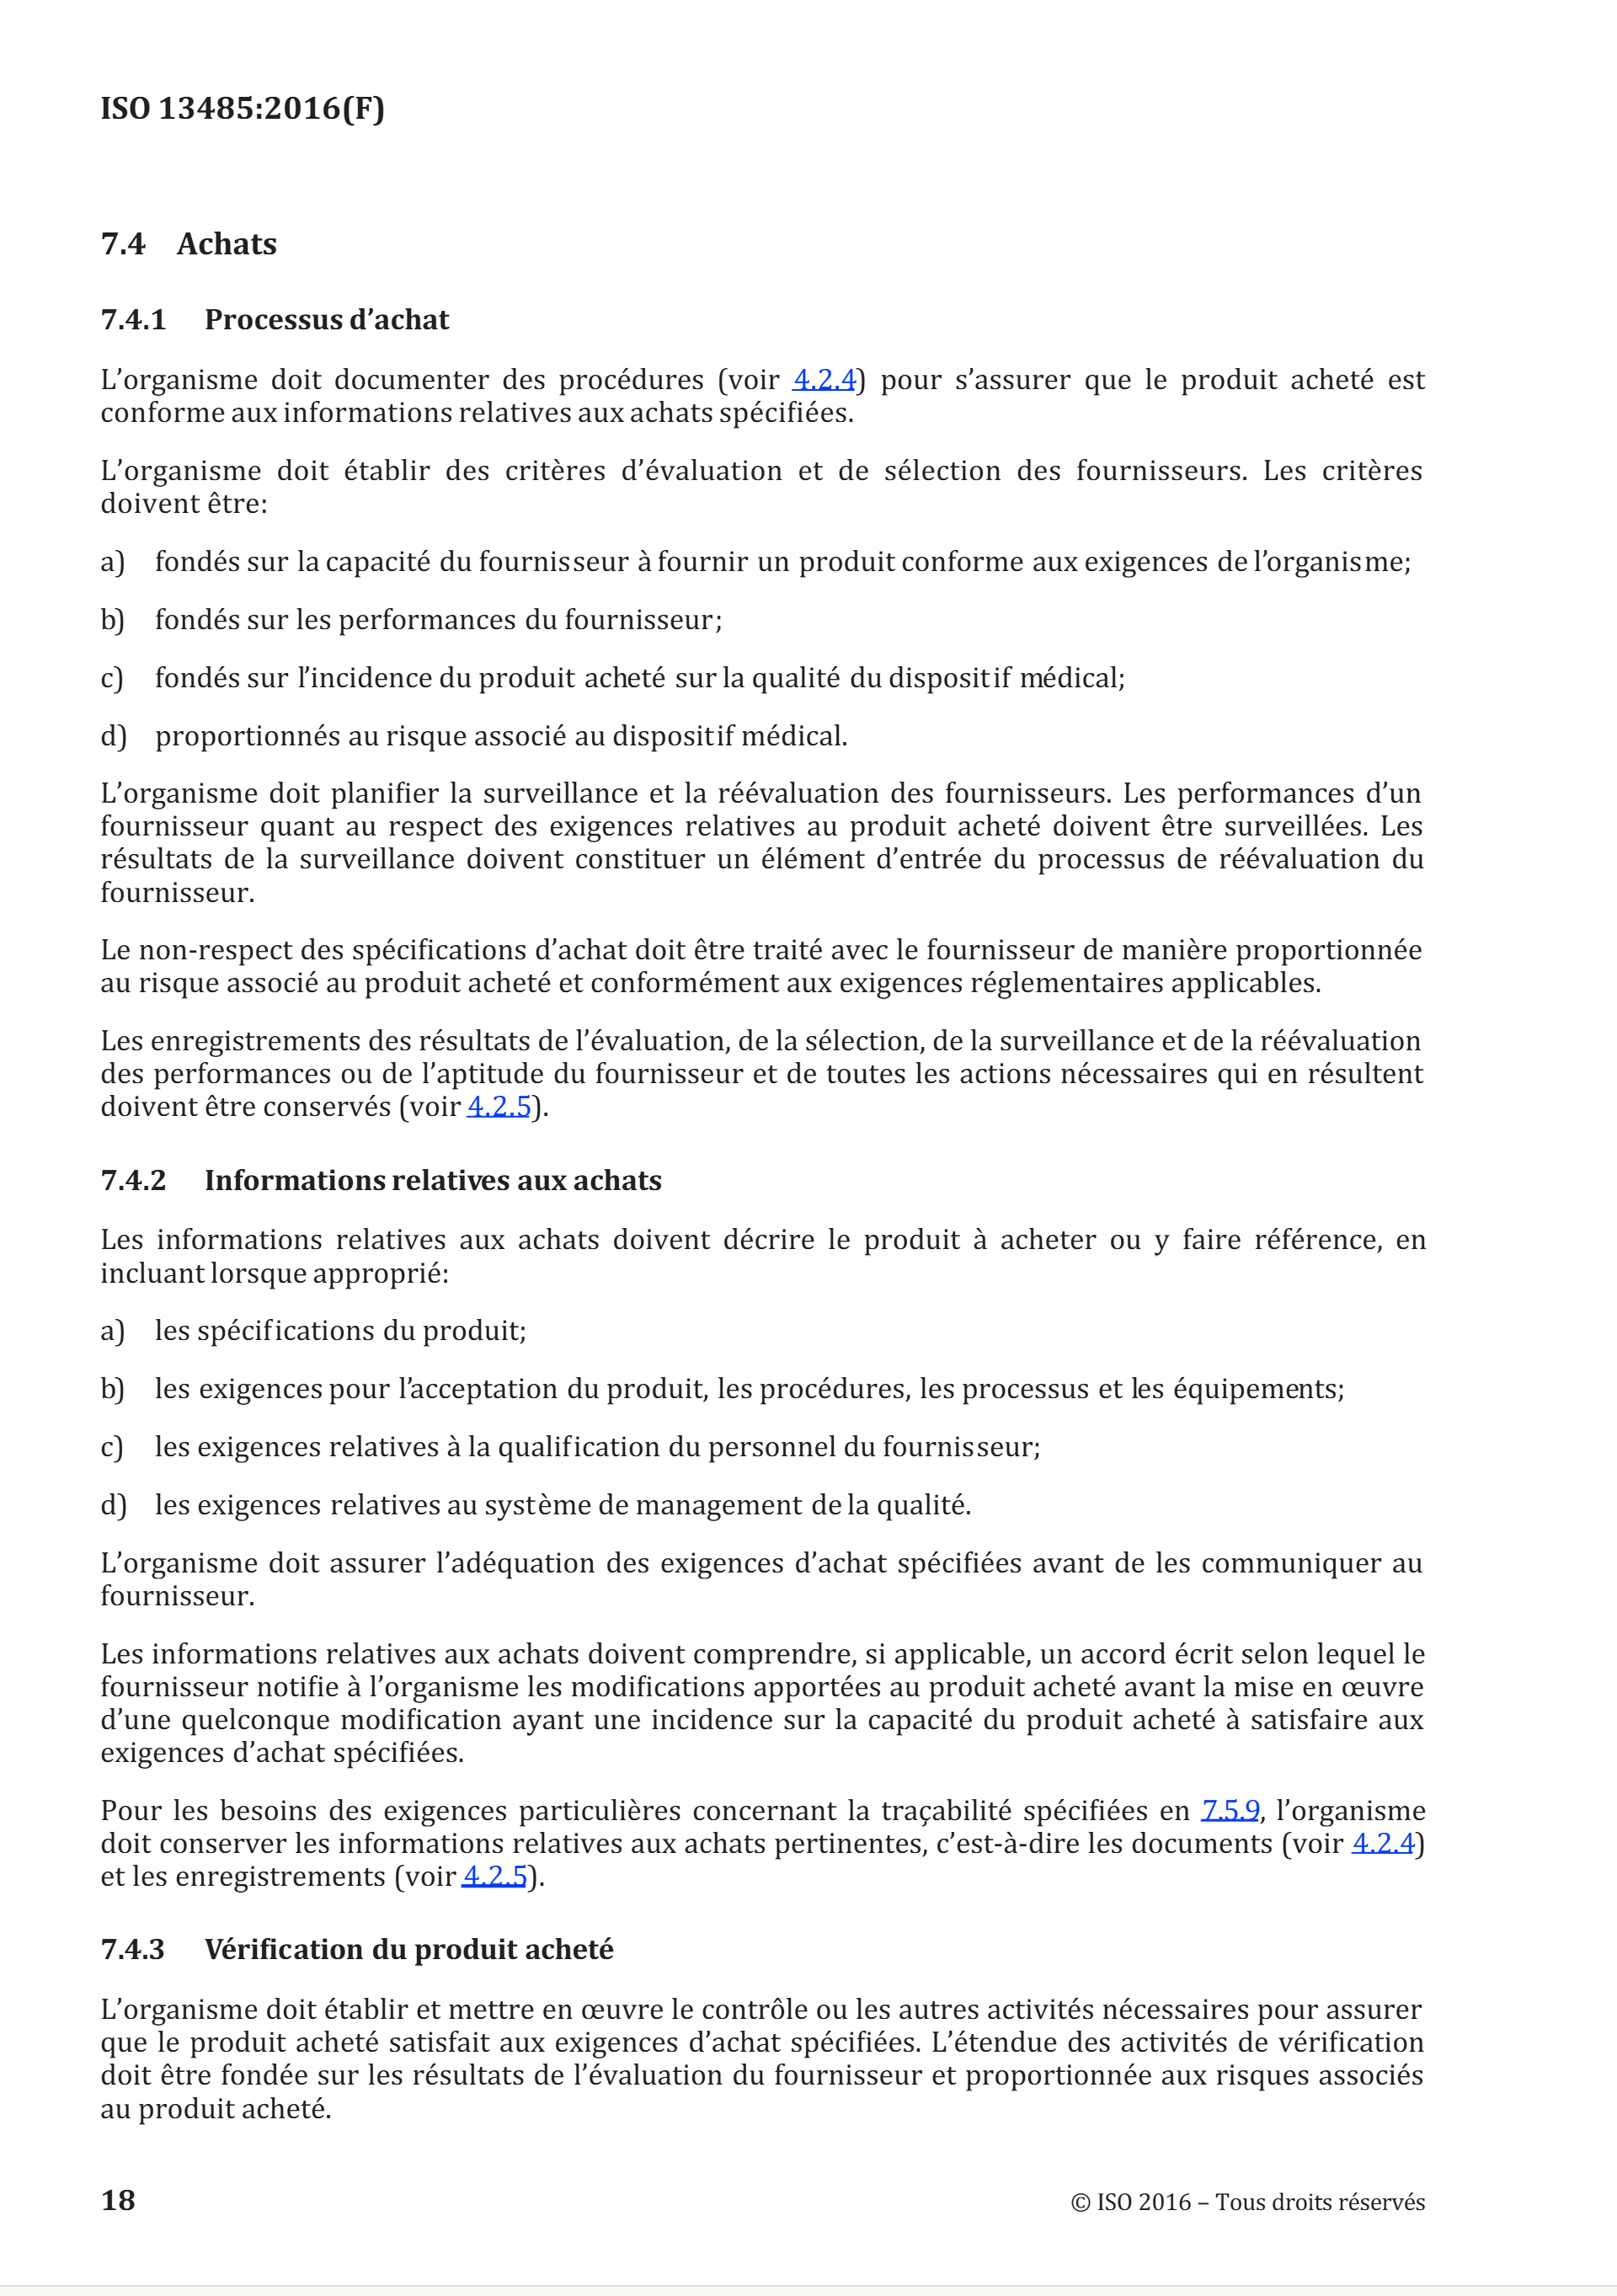 ISO 13485:2016(F)
7.4 Achats
7.4.1 Processus d’achat
L’organisme doit documenter des procédures (voir 4.2.4) pour s’assurer que le produit acheté est
conforme aux informations relatives aux achats spécifiées.
L’organisme doit établir des critères d’évaluation et de sélection des fournisseurs. Les critères
doivent être:
a) fondés sur la capacité du fournisseur à fournir un produit conforme aux exigences de l’organisme;
b) fondés sur les performances du fournisseur;
c) fondés sur l’incidence du produit acheté sur la qualité du dispositif médical;
d) proportionnés au risque associé au dispositif médical.
L’organisme doit planifier la surveillance et la réévaluation des fournisseurs. Les performances d’un
fournisseur quant au respect des exigences relatives au produit acheté doivent être surveillées. Les
résultats de la surveillance doivent constituer un élément d’entrée du processus de réévaluation du
fournisseur.
Le non-respect des spécifications d’achat doit être traité avec le fournisseur de manière proportionnée
au risque associé au produit acheté et conformément aux exigences réglementaires applicables.
Les enregistrements des résultats de l’évaluation, de la sélection, de la surveillance et de la réévaluation
des performances ou de l’aptitude du fournisseur et de toutes les actions nécessaires qui en résultent
doivent être conservés (voir 4.2.5).
7.4.2 Informations relatives aux achats
Les informations relatives aux achats doivent décrire le produit à acheter ou y faire référence, en
incluant lorsque approprié:
a) les spécifications du produit;
b) les exigences pour l’acceptation du produit, les procédures, les processus et les équipements;
c) les exigences relatives à la qualification du personnel du fournisseur;
d) les exigences relatives au système de management de la qualité.
L’organisme doit assurer l’adéquation des exigences d’achat spécifiées avant de les communiquer au
fournisseur.
Les informations relatives aux achats doivent comprendre, si applicable, un accord écrit selon lequel le
fournisseur notifie à l’organisme les modifications apportées au produit acheté avant la mise en œuvre
d’une quelconque modification ayant une incidence sur la capacité du produit acheté à satisfaire aux
exigences d’achat spécifiées.
Pour les besoins des exigences particulières concernant la traçabilité spécifiées en 7.5.9, l’organisme
doit conserver les informations relatives aux achats pertinentes, c’est-à-dire les documents (voir 4.2.4)
et les enregistrements (voir 4.2.5).
7.4.3 Vérification du produit acheté
L’organisme doit établir et mettre en œuvre le contrôle ou les autres activités nécessaires pour assurer
que le produit acheté satisfait aux exigences d’achat spécifiées. L’étendue des activités de vérification
doit être fondée sur les résultats de l’évaluation du fournisseur et proportionnée aux risques associés
au produit acheté.
18
© ISO 2016 – Tous droits réservés